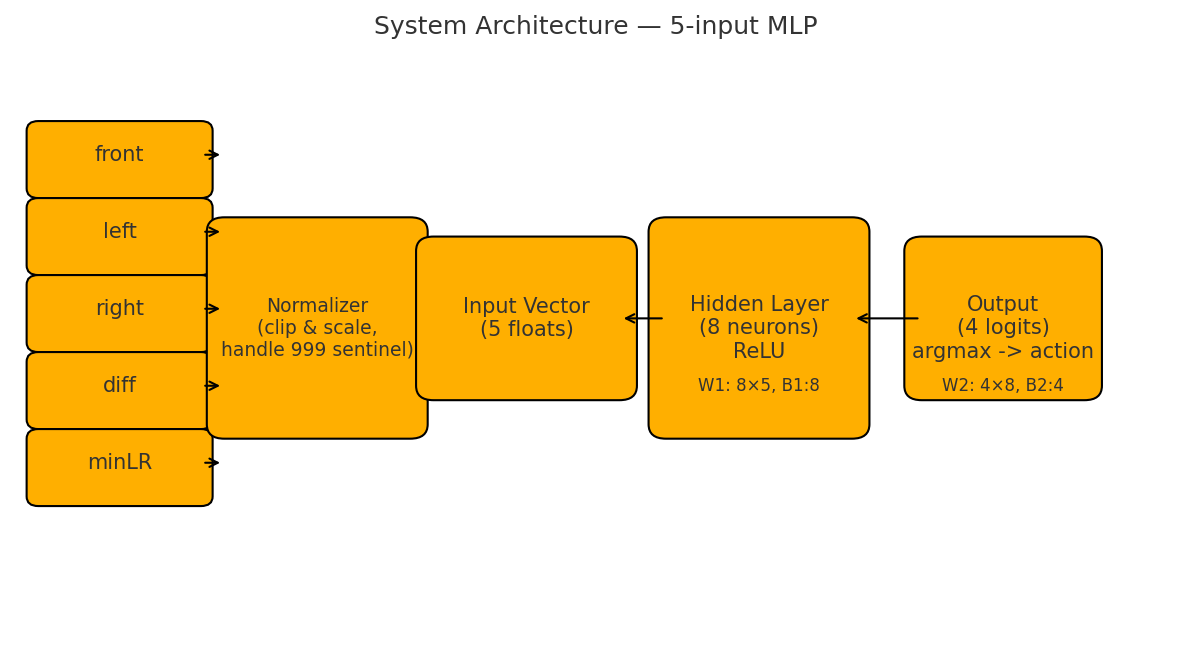 System Architecture — 5-input MLP
front
left
right
diff
minLR
Normalizer
(clip & scale,
handle 999 sentinel)
Input Vector
(5 floats)
Hidden Layer
(8 neurons)
ReLU
W1: 8×5, B1:8
Output
(4 logits)
argmax -> action
W2: 4×8, B2:4